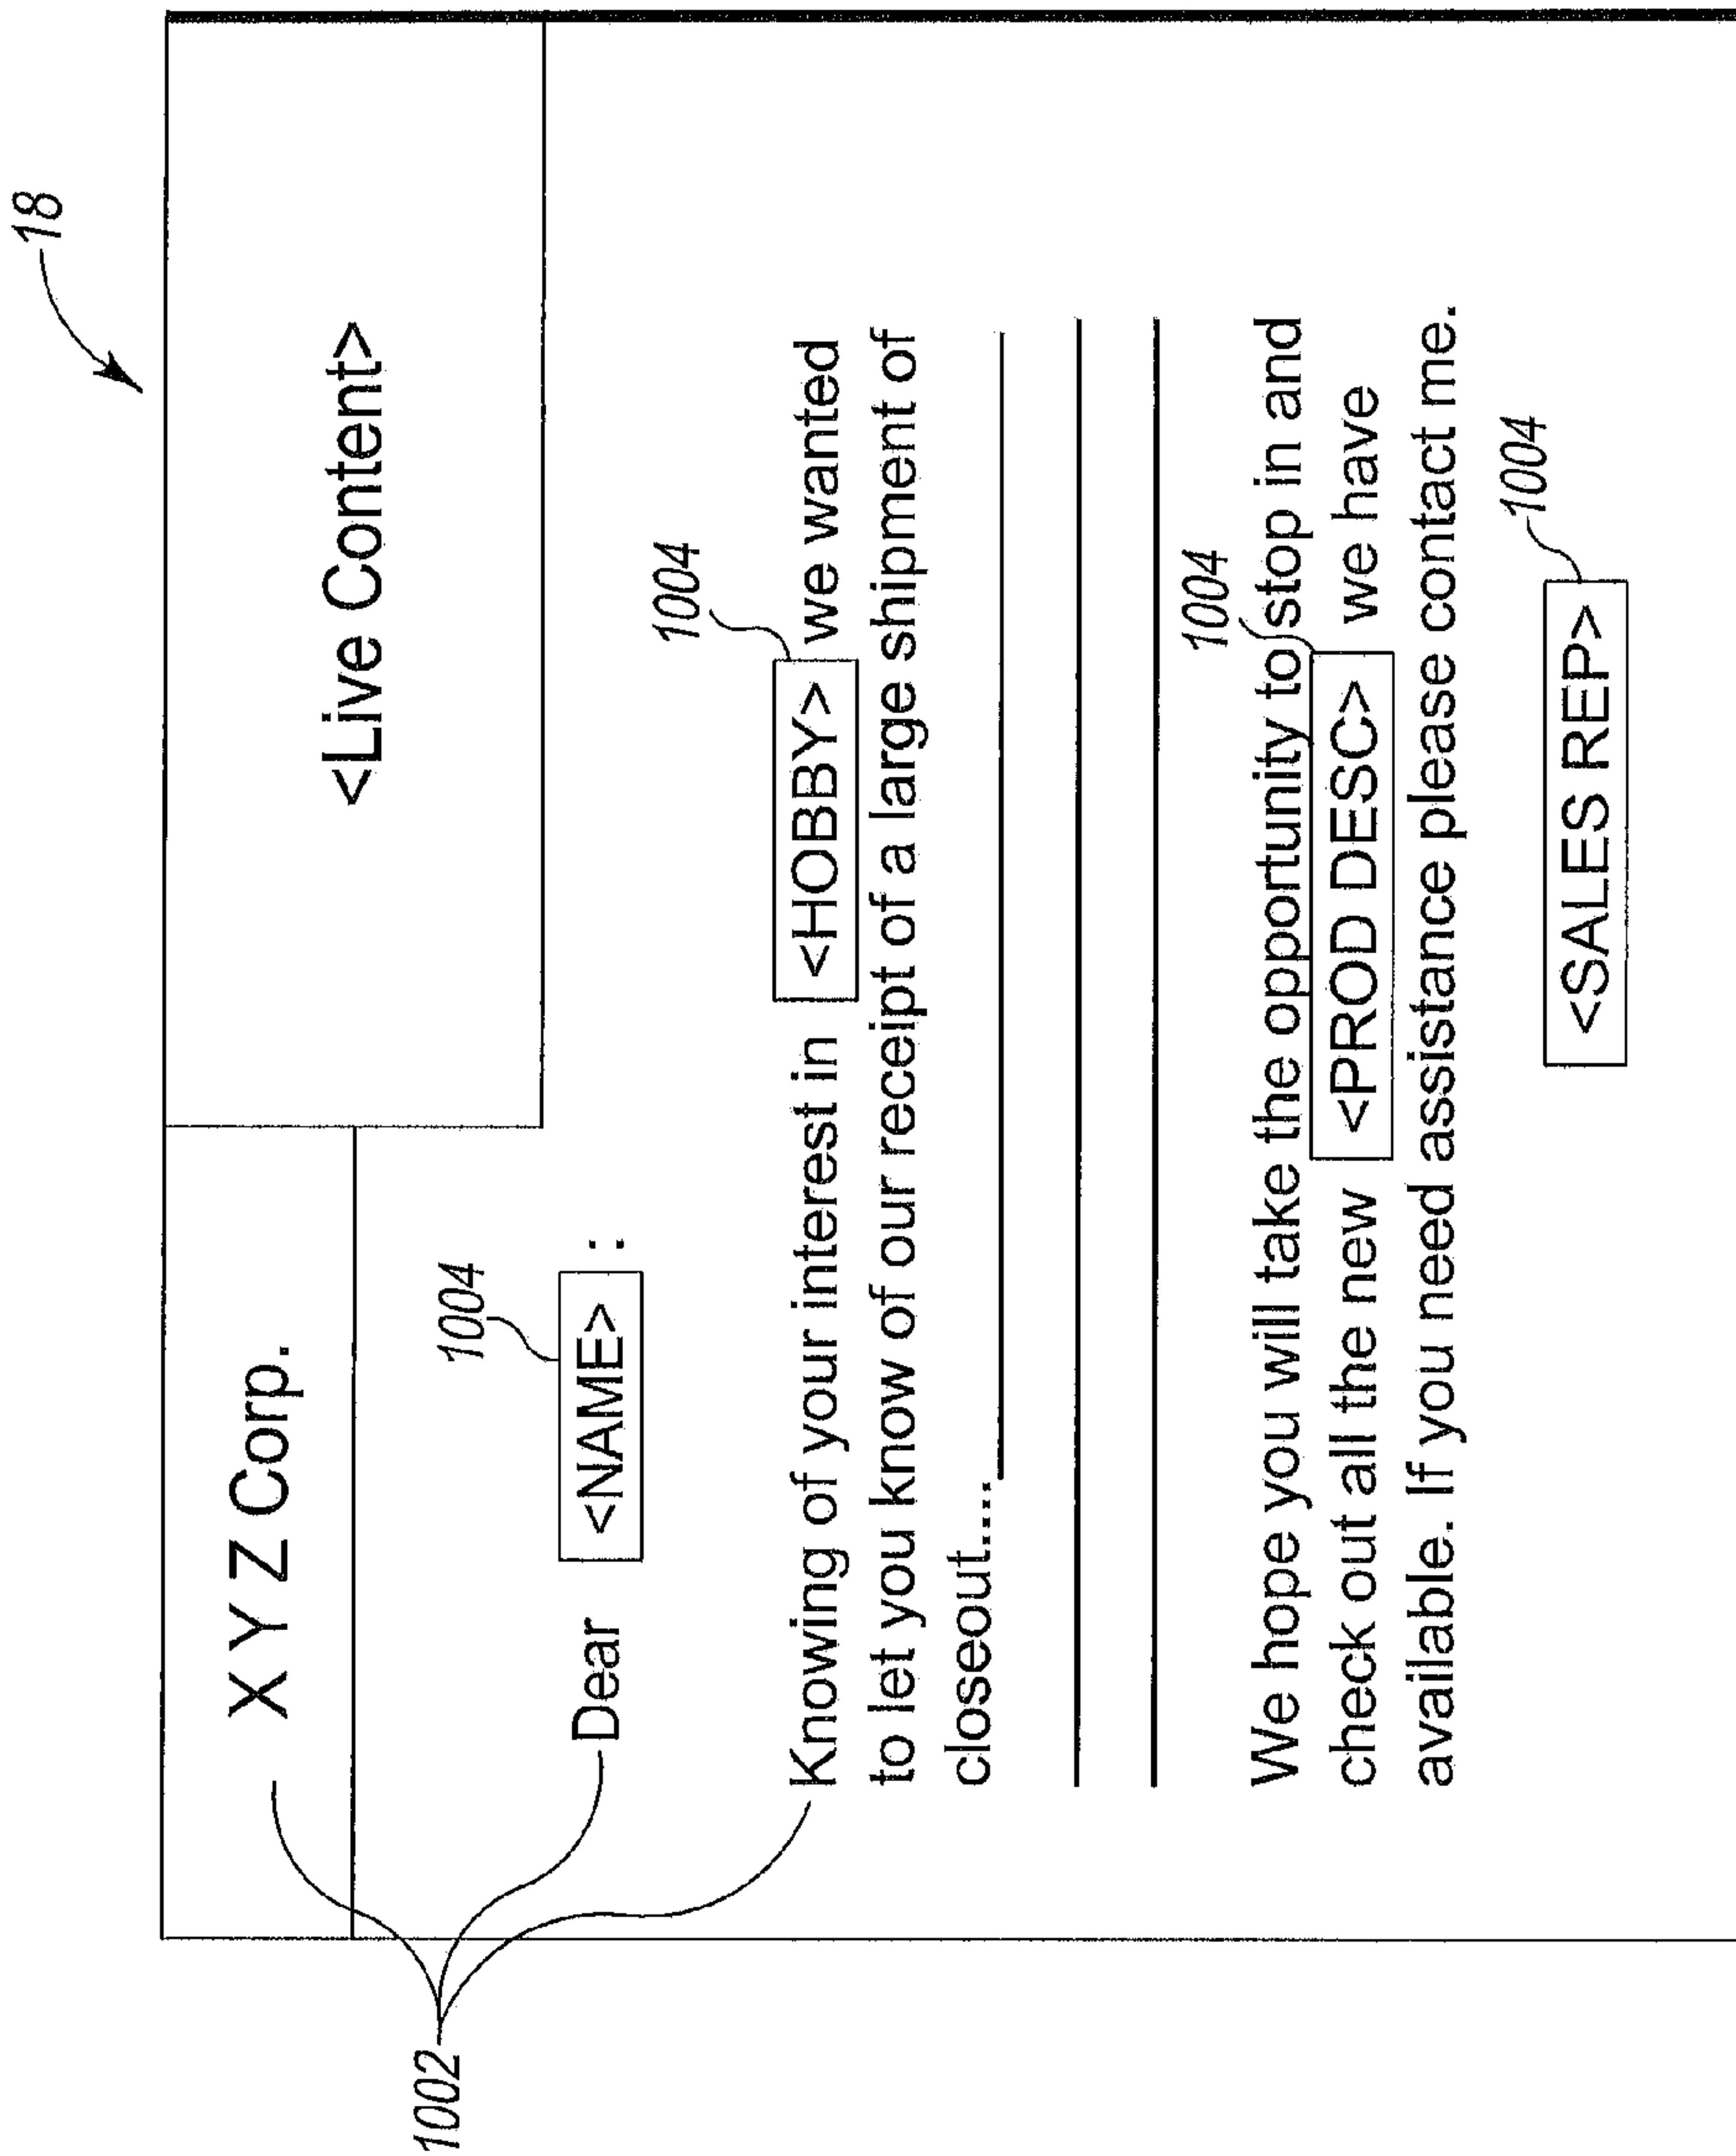 18
X Y Z Corp.
<Live Content>
1002
1004
Dear <NAME> :
1004
Knowing of your interest in <HOBBY> we wanted
to let you know of our receipt of a large shipment of
closeout....
1004
We hope you will take the opportunity to stop in and
check out all the new <PROD DESC> we have
available. If you need assistance please contact me.
1004
<SALES REP>